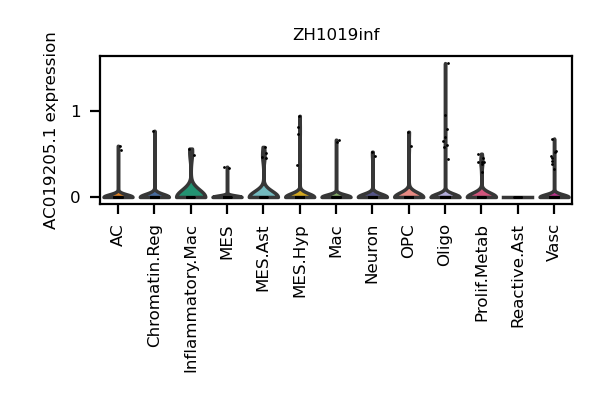 ZH1019inf
AC019205.1 expression
1
0
AC
Chromatin.Reg
Inflammatory.Mac
MES
MES.Ast
MES.Hyp
Mac
Neuron
OPC
Oligo
Prolif.Metab
Reactive.Ast
Vasc